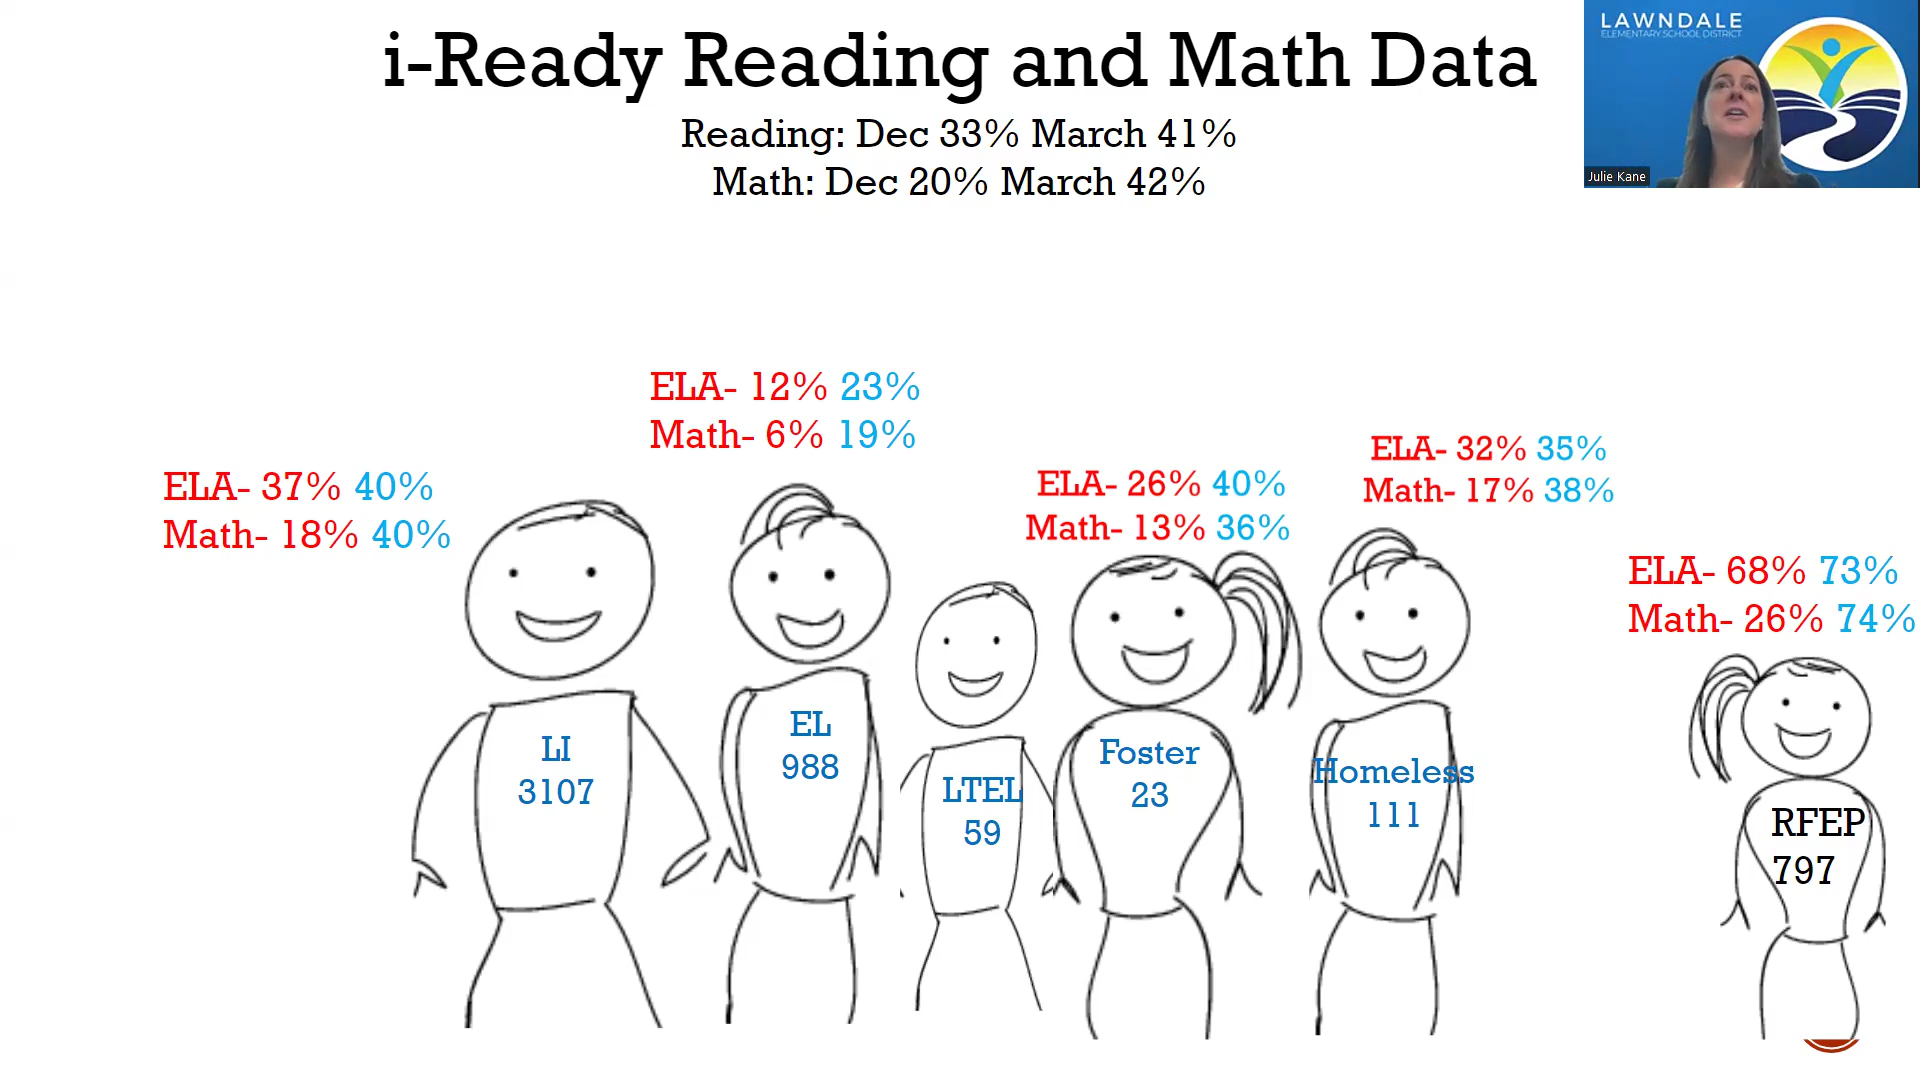 i-Ready Reading and Math Data
Reading: Dec 33% March 41%
Math: Dec 20% March 42%
LAWNDALE
ELEMENTARY SCHOOL DISTRICT
Julie Kane
ELA- 37% 40%
Math- 18% 40%
ELA- 12% 23%
Math- 6% 19%
ELA- 26% 40%
Math- 13% 36%
ELA- 32% 35%
Math- 17% 38%
ELA- 68% 73%
Math- 26% 74%
LI
3107
EL
988
LTEL
59
Foster
23
Homeless
111
RFEP
797